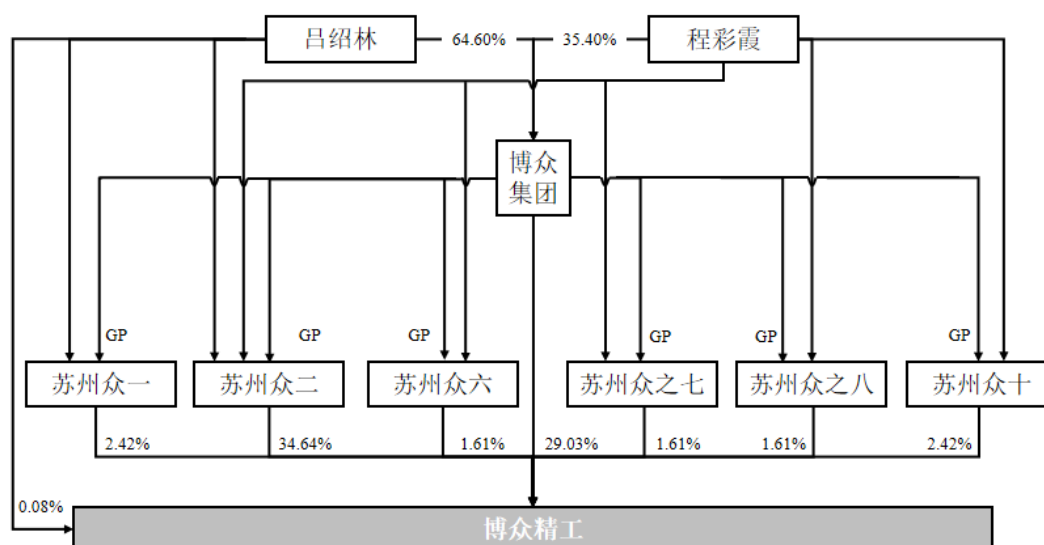 吕绍林
64.60%
35.40%
程彩霞
博众
集团
GP
GP
GP
GP
GP
GP
苏州众一
苏州众二
苏州众六
苏州众之七
苏州众之八
苏州众十
2.42%
34.64%
1.61%
29.03%
1.61%
1.61%
2.42%
0.08%
博众精工